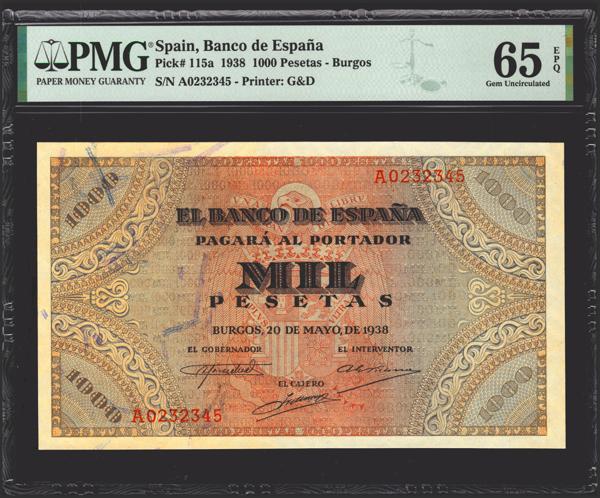 PMG®
PAPER MONEY GUARANTY
Spain, Banco de España
Pick# 115a 1938 1000 Pesetas - Burgos
S/N A0232345 - Printer: G&D
65 EPQ
Gem Uncirculated
1000
1000
A0232345
EL BANCO DE ESPAÑA
PAGARÁ AL PORTADOR
MIL
PESETAS
BURGOS, 20 DE MAYO, DE 1938
EL GOBERNADOR
EL INTERVENTOR
EL CAJERO
1000
1000
A0232345